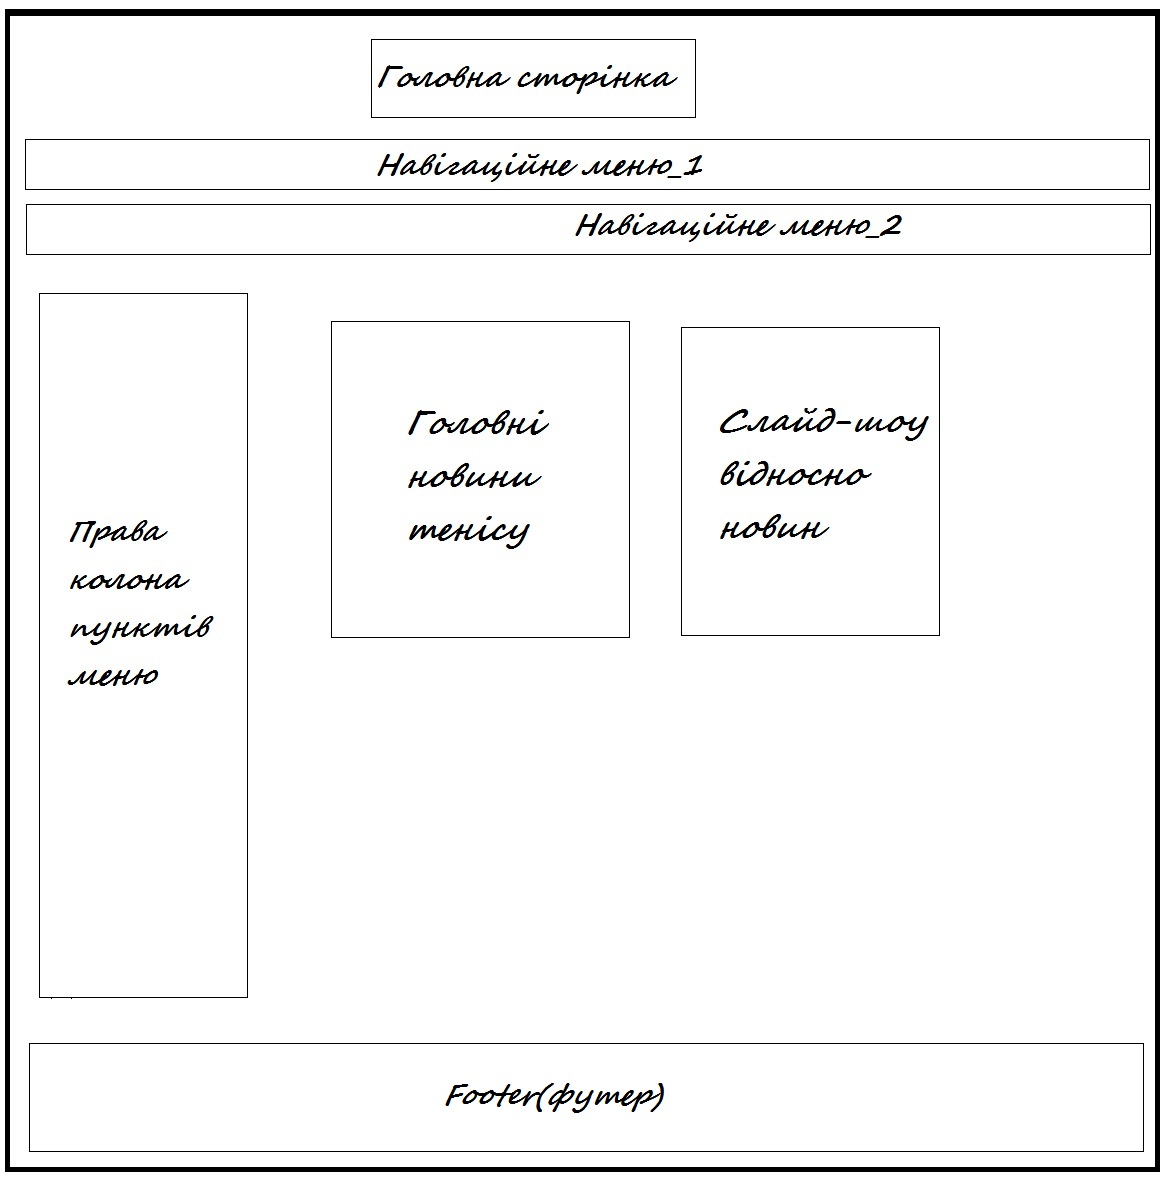 Головна сторінка
Навігаційне меню_1
Навігаційне меню_2
Права
колона
пунктів
меню
Головні
новини
тенісу
Слайд-шоу
відносно
новин
Footer(футер)